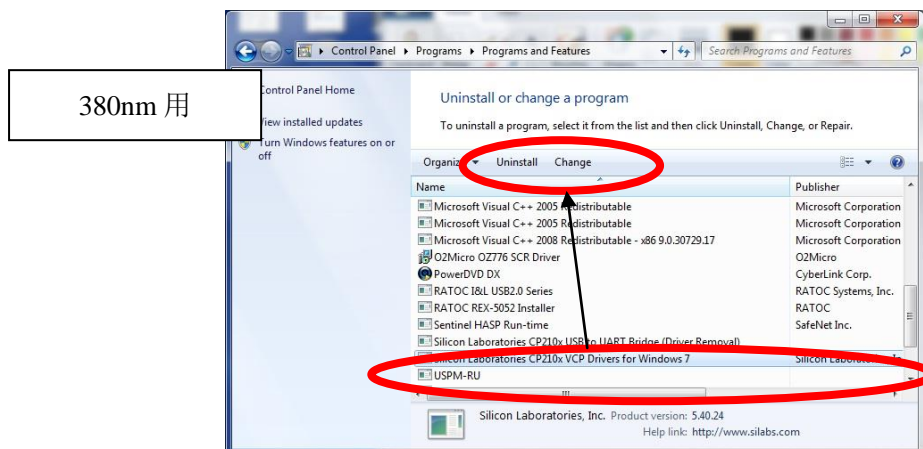 Control Panel ▸ Programs ▸ Programs and Features
Search Programs and Features
380nm 用
Control Panel Home
View installed updates
Turn Windows features on or
off
Uninstall or change a program
To uninstall a program, select it from the list and then click Uninstall, Change, or Repair.
Organize Uninstall Change
Name Publisher
Microsoft Visual C++ 2005 Redistributable Microsoft Corporation
Microsoft Visual C++ 2005 Redistributable Microsoft Corporation
Microsoft Visual C++ 2008 Redistributable - x86 9.0.30729.17 Microsoft Corporation
O2Micro OZ776 SCR Driver O2Micro
PowerDVD DX CyberLink Corp.
RATOC I&L USB2.0 Series RATOC Systems, Inc.
RATOC REX-5052 Installer RATOC
Sentinel HASP Run-time SafeNet Inc.
Silicon Laboratories CP210x USB to UART Bridge (Driver Removal)
Silicon Laboratories CP210x VCP Drivers for Windows 7 Silicon Laboratories, In
USPM-RU
Silicon Laboratories, Inc. Product version: 5.40.24
Help link: http://www.silabs.com